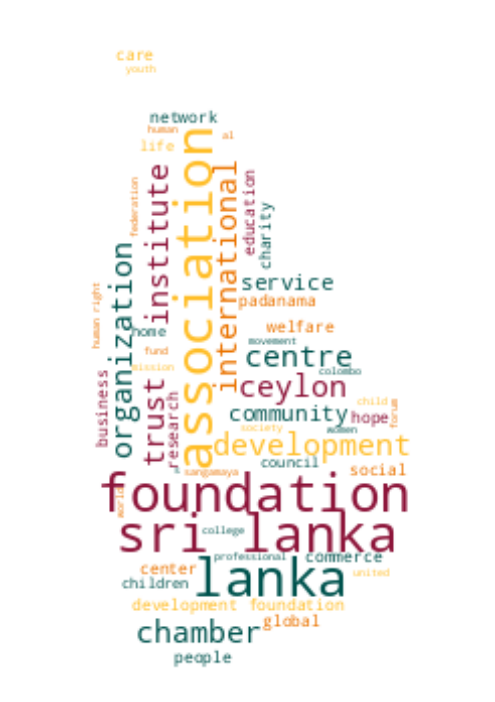 care
youth
network
human
al
life
association
institute
international
education
federation
charity
organization
service
human right
padanama
home
welfare
movement
fund
centre
mission
colombo
business
trust
ceylon
research
child
forum
community
hope
society
women
development
council
sangamaya
social
foundation
world
sri lanka
college
professional
commerce
lanka
center
united
children
development foundation
global
chamber
people